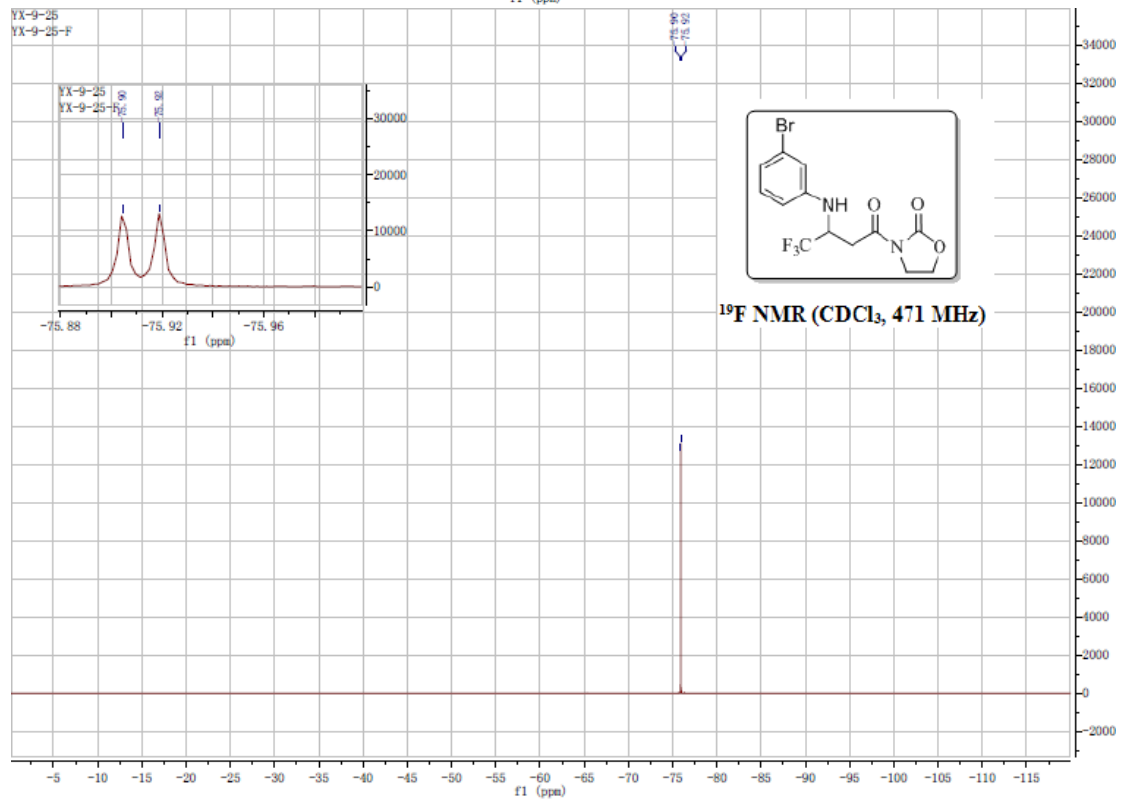 YX-9-25
YX-9-25-F
-75.90
-75.92
34000
32000
30000
28000
26000
24000
22000
20000
18000
16000
14000
12000
10000
8000
6000
4000
2000
0
-2000
YX-9-25
YX-9-25-F
-75.90
-75.92
30000
20000
10000
0
-75.88
-75.92
-75.96
f1 (ppm)
Br
NH
O
O
F₃C
N
O
¹⁹F NMR (CDCl₃, 471 MHz)
-5 -10 -15 -20 -25 -30 -35 -40 -45 -50 -55 -60 -65 -70 -75 -80 -85 -90 -95 -100 -105 -110 -115
f1 (ppm)